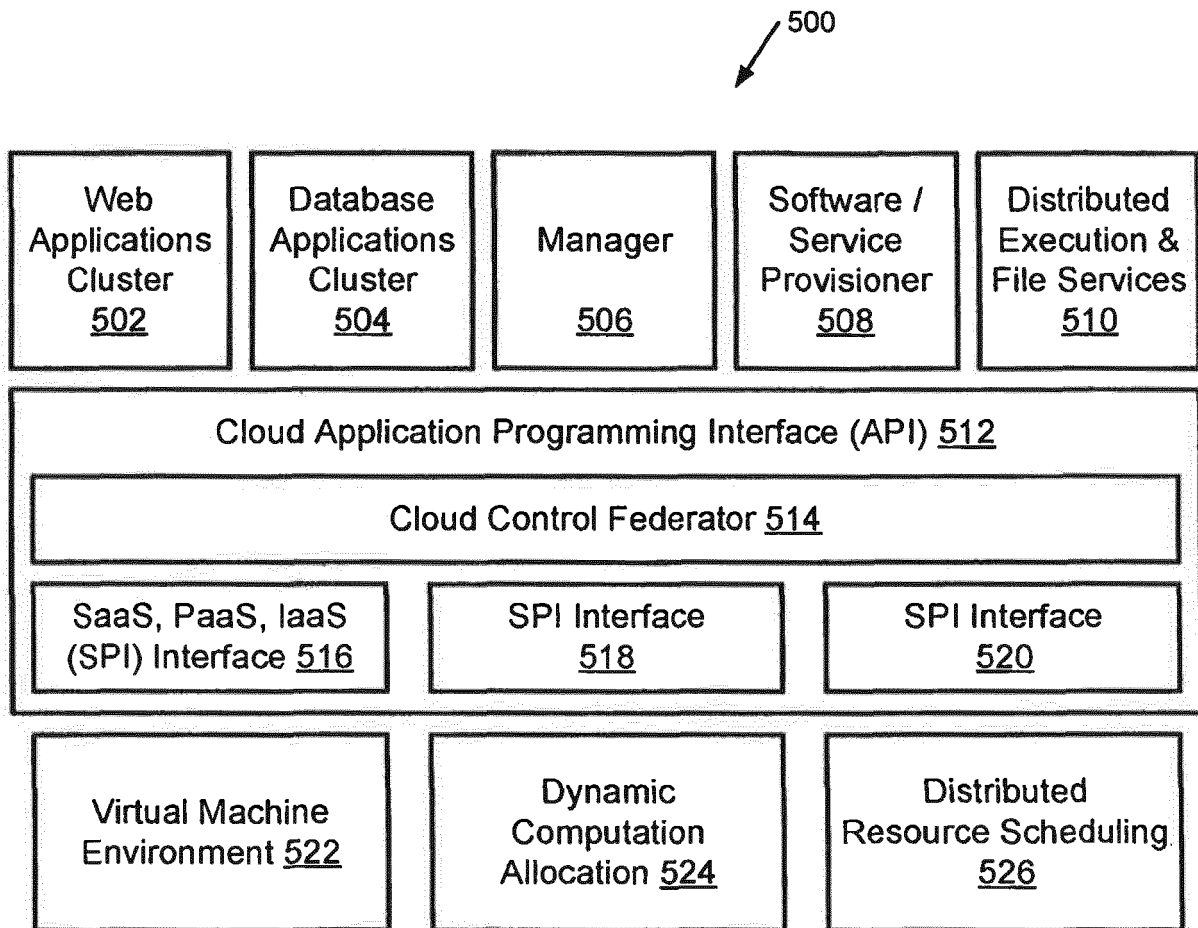 500
Web
Applications
Cluster
502
Database
Applications
Cluster
504
Manager
506
Software /
Service
Provisioner
508
Distributed
Execution &
File Services
510
Cloud Application Programming Interface (API) 512
Cloud Control Federator 514
SaaS, PaaS, IaaS
(SPI) Interface 516
SPI Interface
518
SPI Interface
520
Virtual Machine
Environment 522
Dynamic
Computation
Allocation 524
Distributed
Resource Scheduling
526